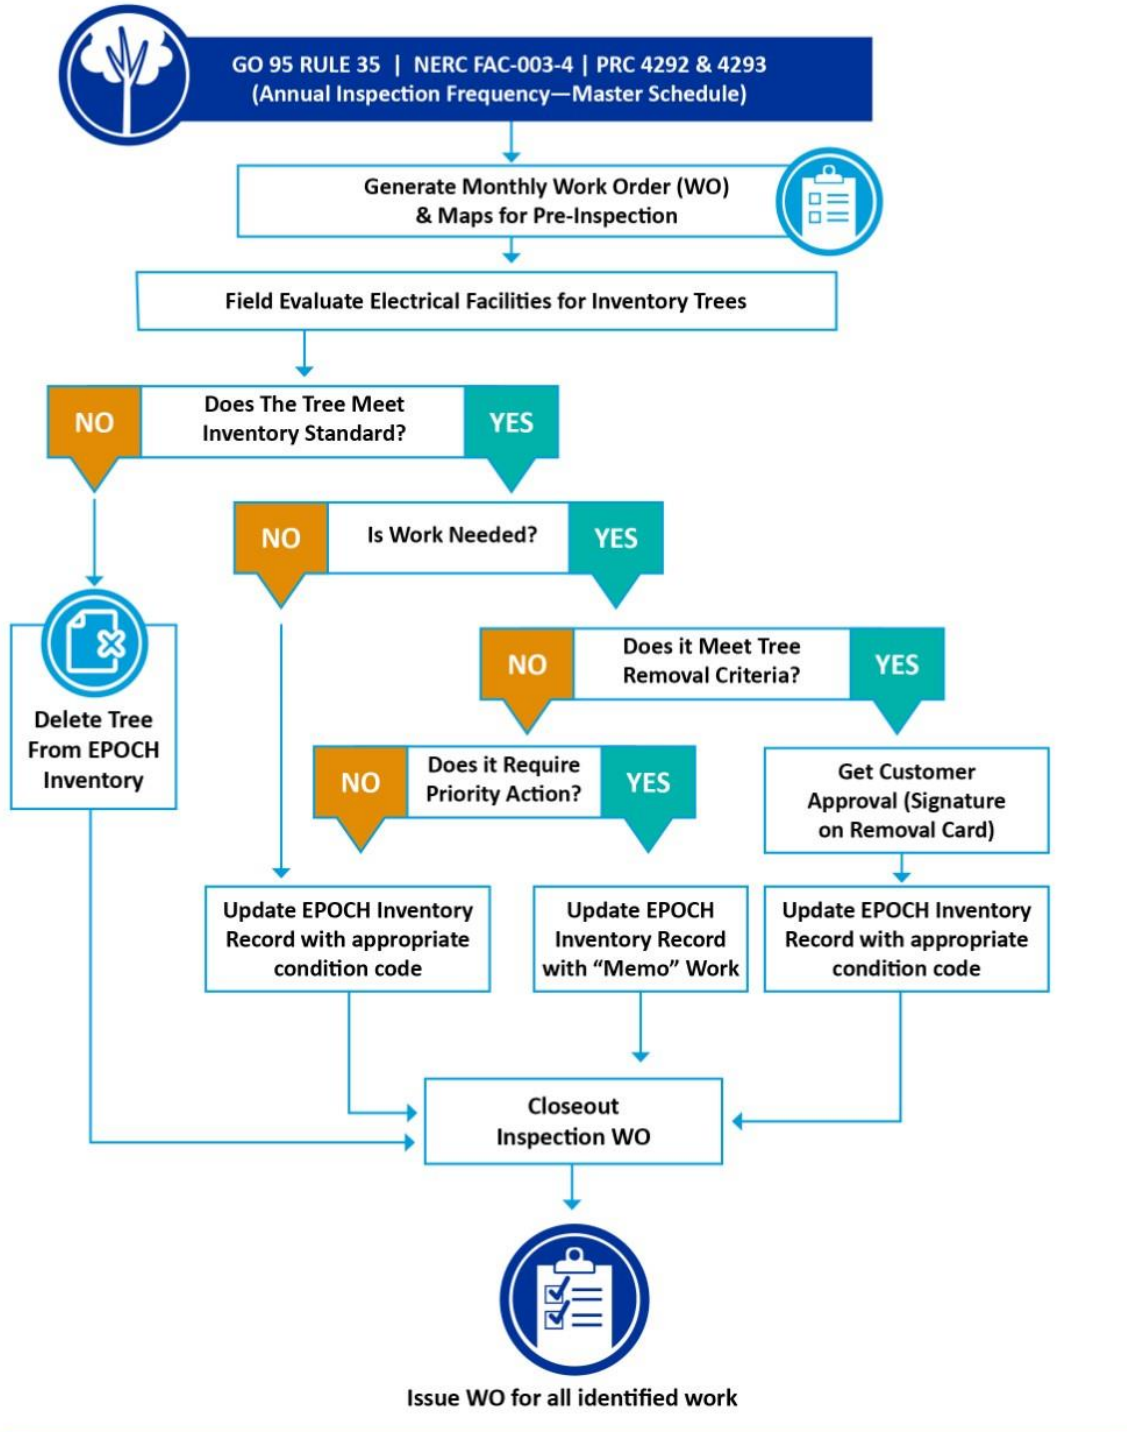 GO 95 RULE 35 | NERC FAC-003-4 | PRC 4292 & 4293
(Annual Inspection Frequency—Master Schedule)
Generate Monthly Work Order (WO)
& Maps for Pre-Inspection
Field Evaluate Electrical Facilities for Inventory Trees
NO
Does The Tree Meet
Inventory Standard?
YES
NO
Is Work Needed?
YES
NO
Does it Meet Tree
Removal Criteria?
YES
Delete Tree
From EPOCH
Inventory
NO
Does it Require
Priority Action?
YES
Get Customer
Approval (Signature
on Removal Card)
Update EPOCH Inventory
Record with appropriate
condition code
Update EPOCH
Inventory Record
with “Memo” Work
Update EPOCH Inventory
Record with appropriate
condition code
Closeout
Inspection WO
Issue WO for all identified work